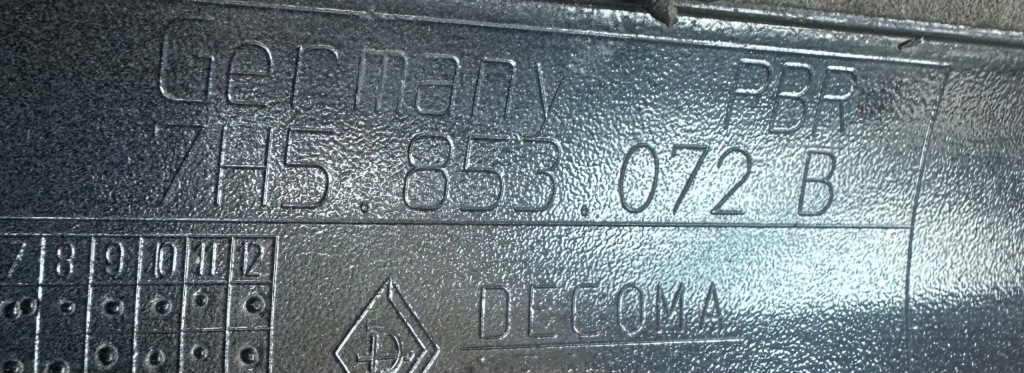 Germany PBR
7H5.853.072 B
7 8 9 10 11 12
D DECOMA